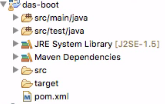 das-boot
src/main/java
src/test/java
JRE System Library [J2SE-1.5]
Maven Dependencies
src
target
pom.xml